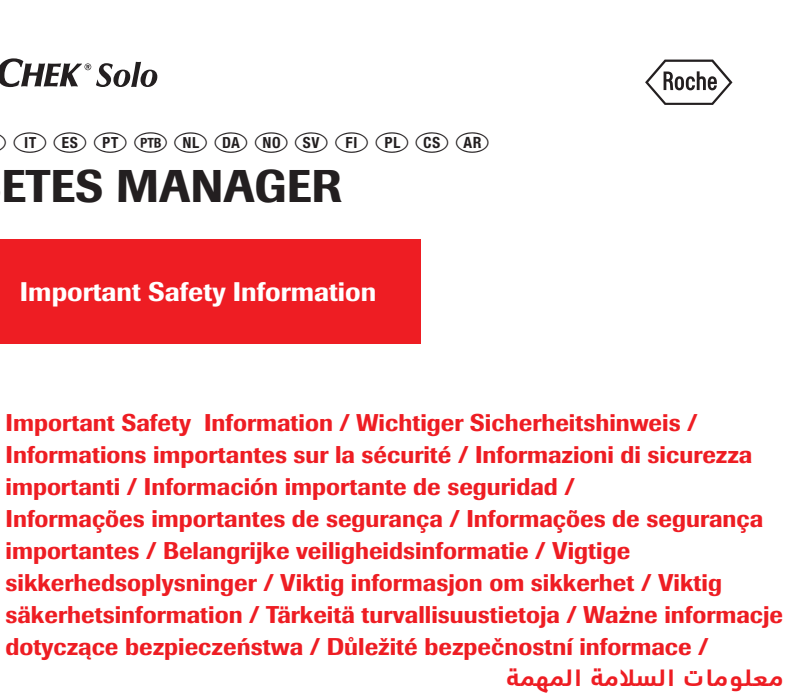 CHEK® Solo
Roche
IT ES PT PTB NL DA NO SV FI PL CS AR
ETES MANAGER
Important Safety Information
Important Safety Information / Wichtiger Sicherheitshinweis /
Informations importantes sur la sécurité / Informazioni di sicurezza
importanti / Información importante de seguridad /
Informações importantes de segurança / Informações de segurança
importantes / Belangrijke veiligheidsinformatie / Vigtige
sikkerhedsoplysninger / Viktig informasjon om sikkerhet / Viktig
säkerhetsinformation / Tärkeitä turvallisuustietoja / Ważne informacje
dotyczące bezpieczeństwa / Důležité bezpečnostní informace /
معلومات السلامة المهمة